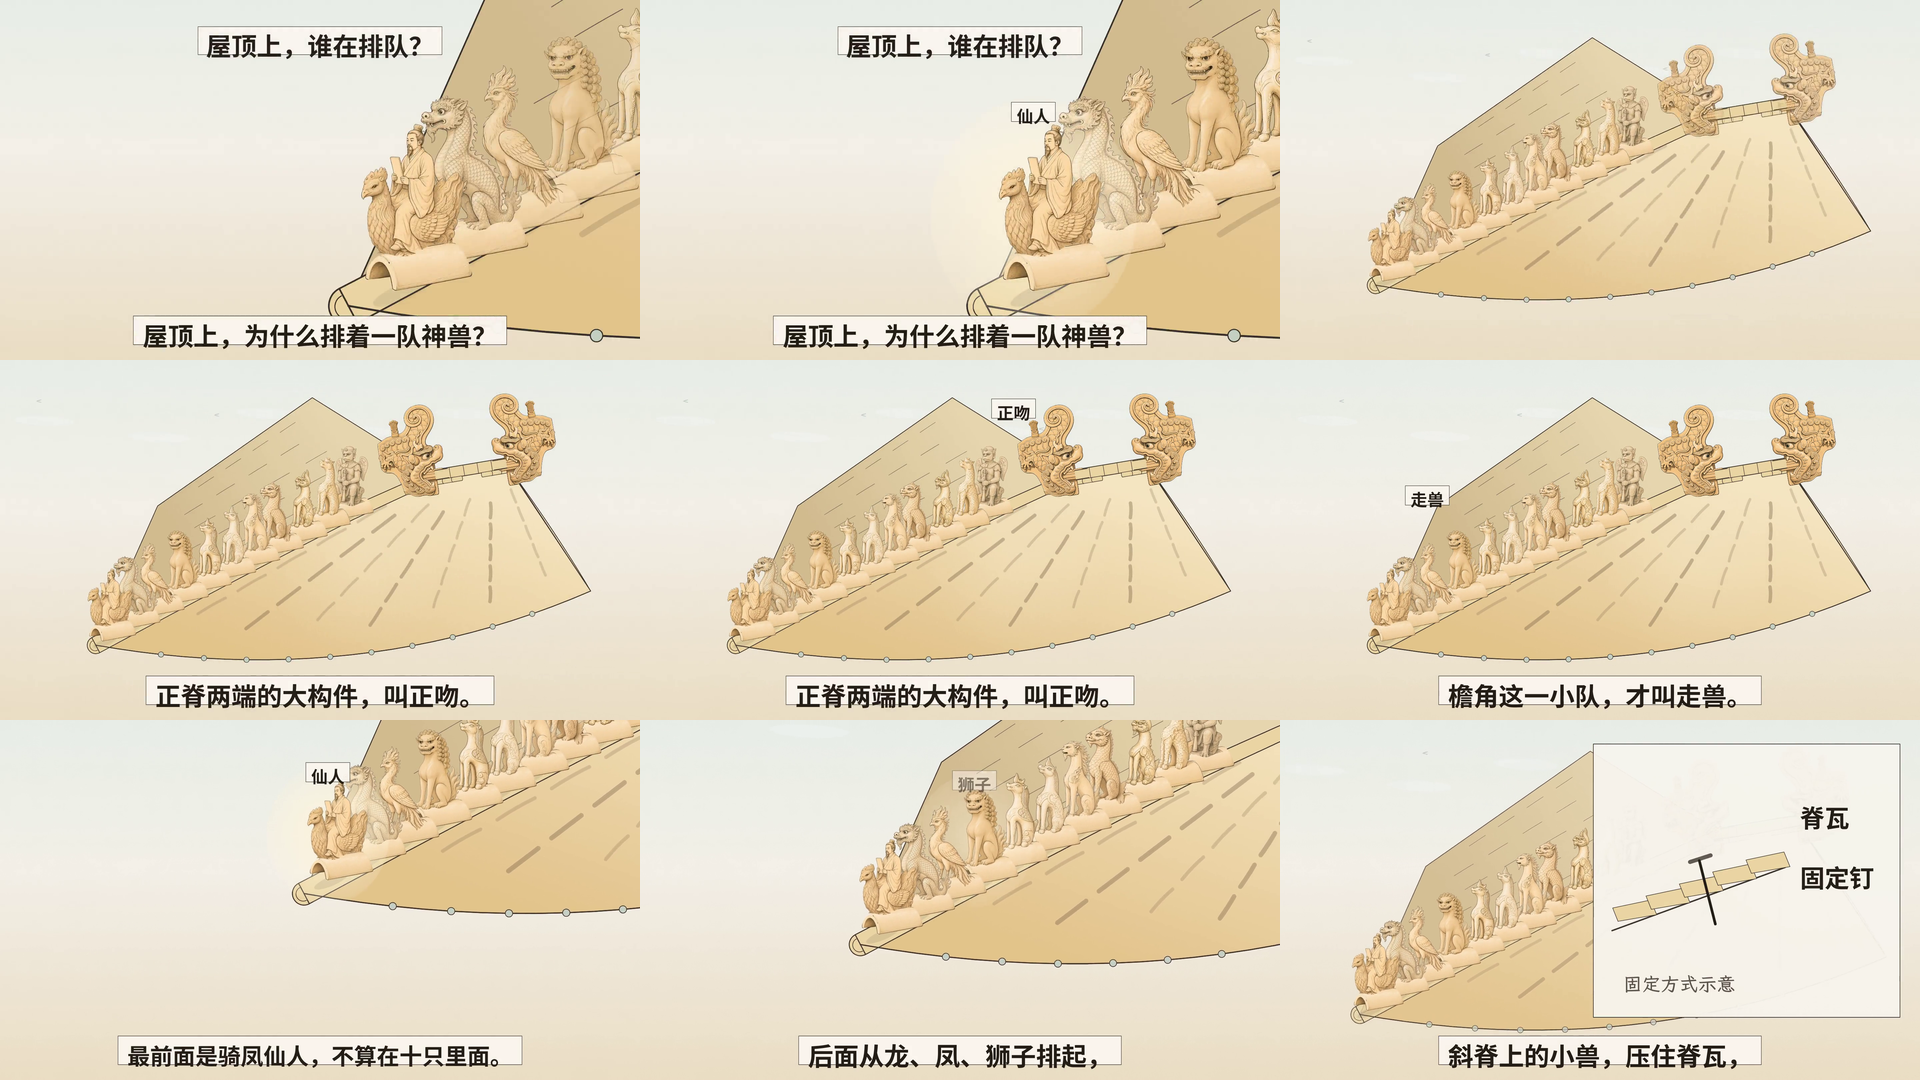 屋顶上，谁在排队？
屋顶上，为什么排着一队神兽？
屋顶上，谁在排队？
仙人
屋顶上，为什么排着一队神兽？
正脊两端的大构件，叫正吻。
正吻
正脊两端的大构件，叫正吻。
走兽
檐角这一小队，才叫走兽。
仙人
最前面是骑凤仙人，不算在十只里面。
狮子
后面从龙、凤、狮子排起，
脊瓦
固定钉
固定方式示意
斜脊上的小兽，压住脊瓦，